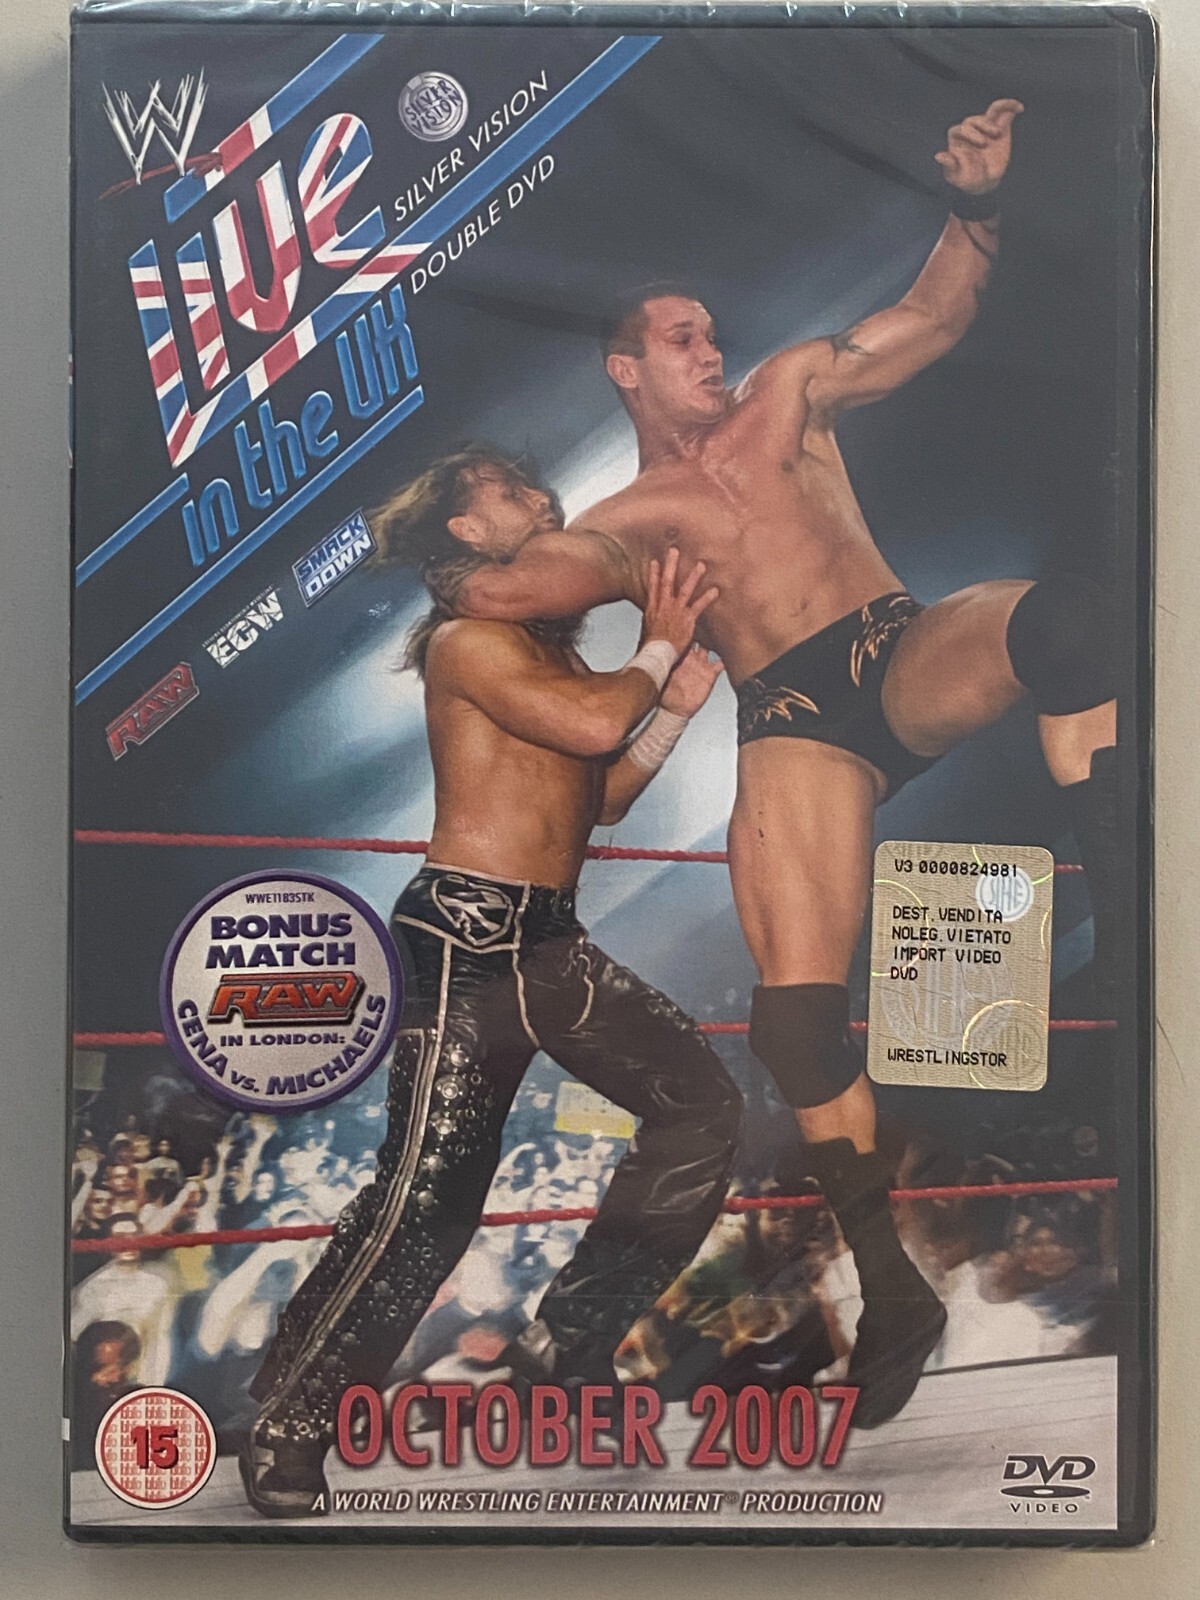 W
SILVER
VISION
SILVER VISION
DOUBLE DVD
live
in the UK
RAW
ECW
SMACK
DOWN
WWE1183STK
BONUS
MATCH
RAW
IN LONDON:
CENA vs. MICHAELS
V3 0000824981
SIAE
DEST.VENDITA
NOLEG.VIETATO
IMPORT VIDEO
DVD
WRESTLINGSTOR
15
OCTOBER 2007
A WORLD WRESTLING ENTERTAINMENT® PRODUCTION
DVD
VIDEO